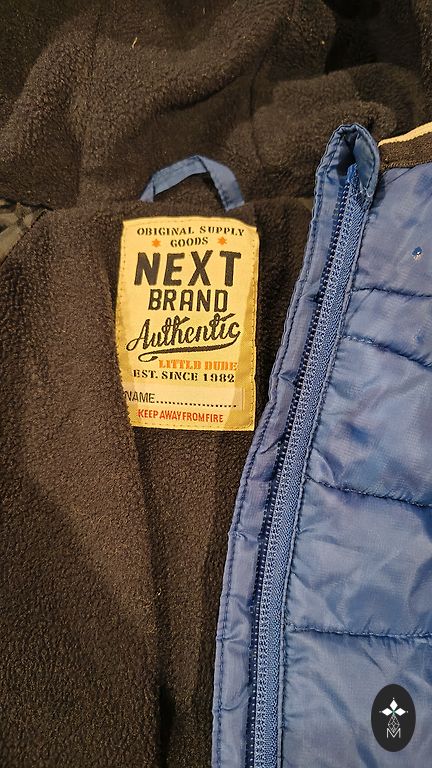 ORIGINAL SUPPLY
GOODS
NEXT
BRAND
Authentic
LITTLE DUDE
EST. SINCE 1982
NAME..................
KEEP AWAY FROM FIRE
M